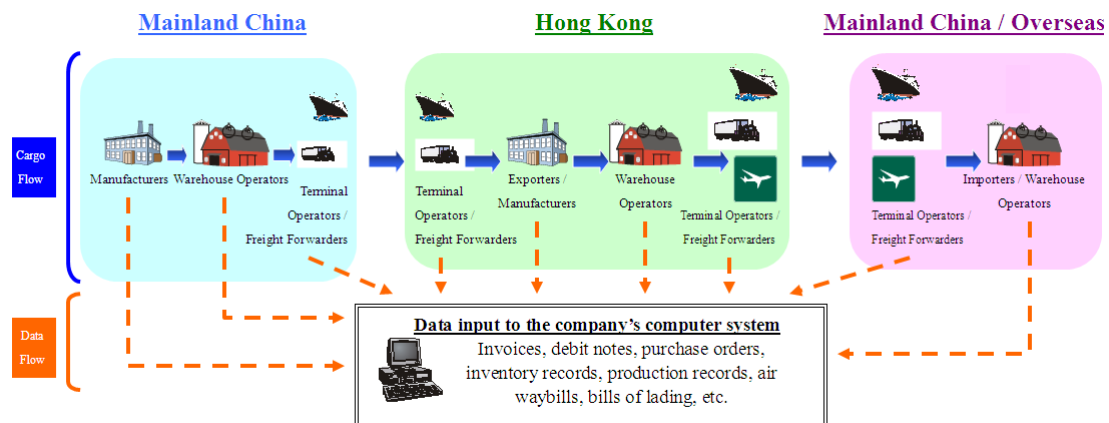 Mainland China
Hong Kong
Mainland China / Overseas
Cargo
Flow
Manufacturers
Warehouse Operators
Terminal
Operators /
Freight Forwarders
Terminal
Operators /
Freight Forwarders
Exporters /
Manufacturers
Warehouse
Operators
Terminal Operators /
Freight Forwarders
Terminal Operators /
Freight Forwarders
Importers / Warehouse
Operators
Data
Flow
Data input to the company's computer system
Invoices, debit notes, purchase orders,
inventory records, production records, air
waybills, bills of lading, etc.